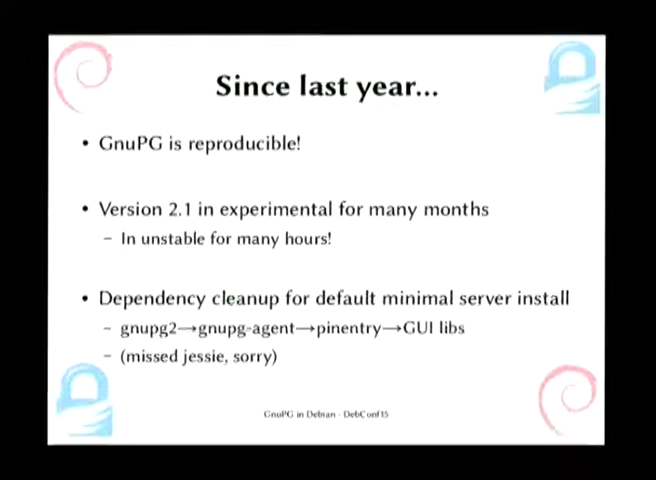 Since last year...
• GnuPG is reproducible!
• Version 2.1 in experimental for many months
– In unstable for many hours!
• Dependency cleanup for default minimal server install
– gnupg2→gnupg-agent→pinentry→GUI libs
– (missed jessie, sorry)
GnuPG in Debian - DebConf15